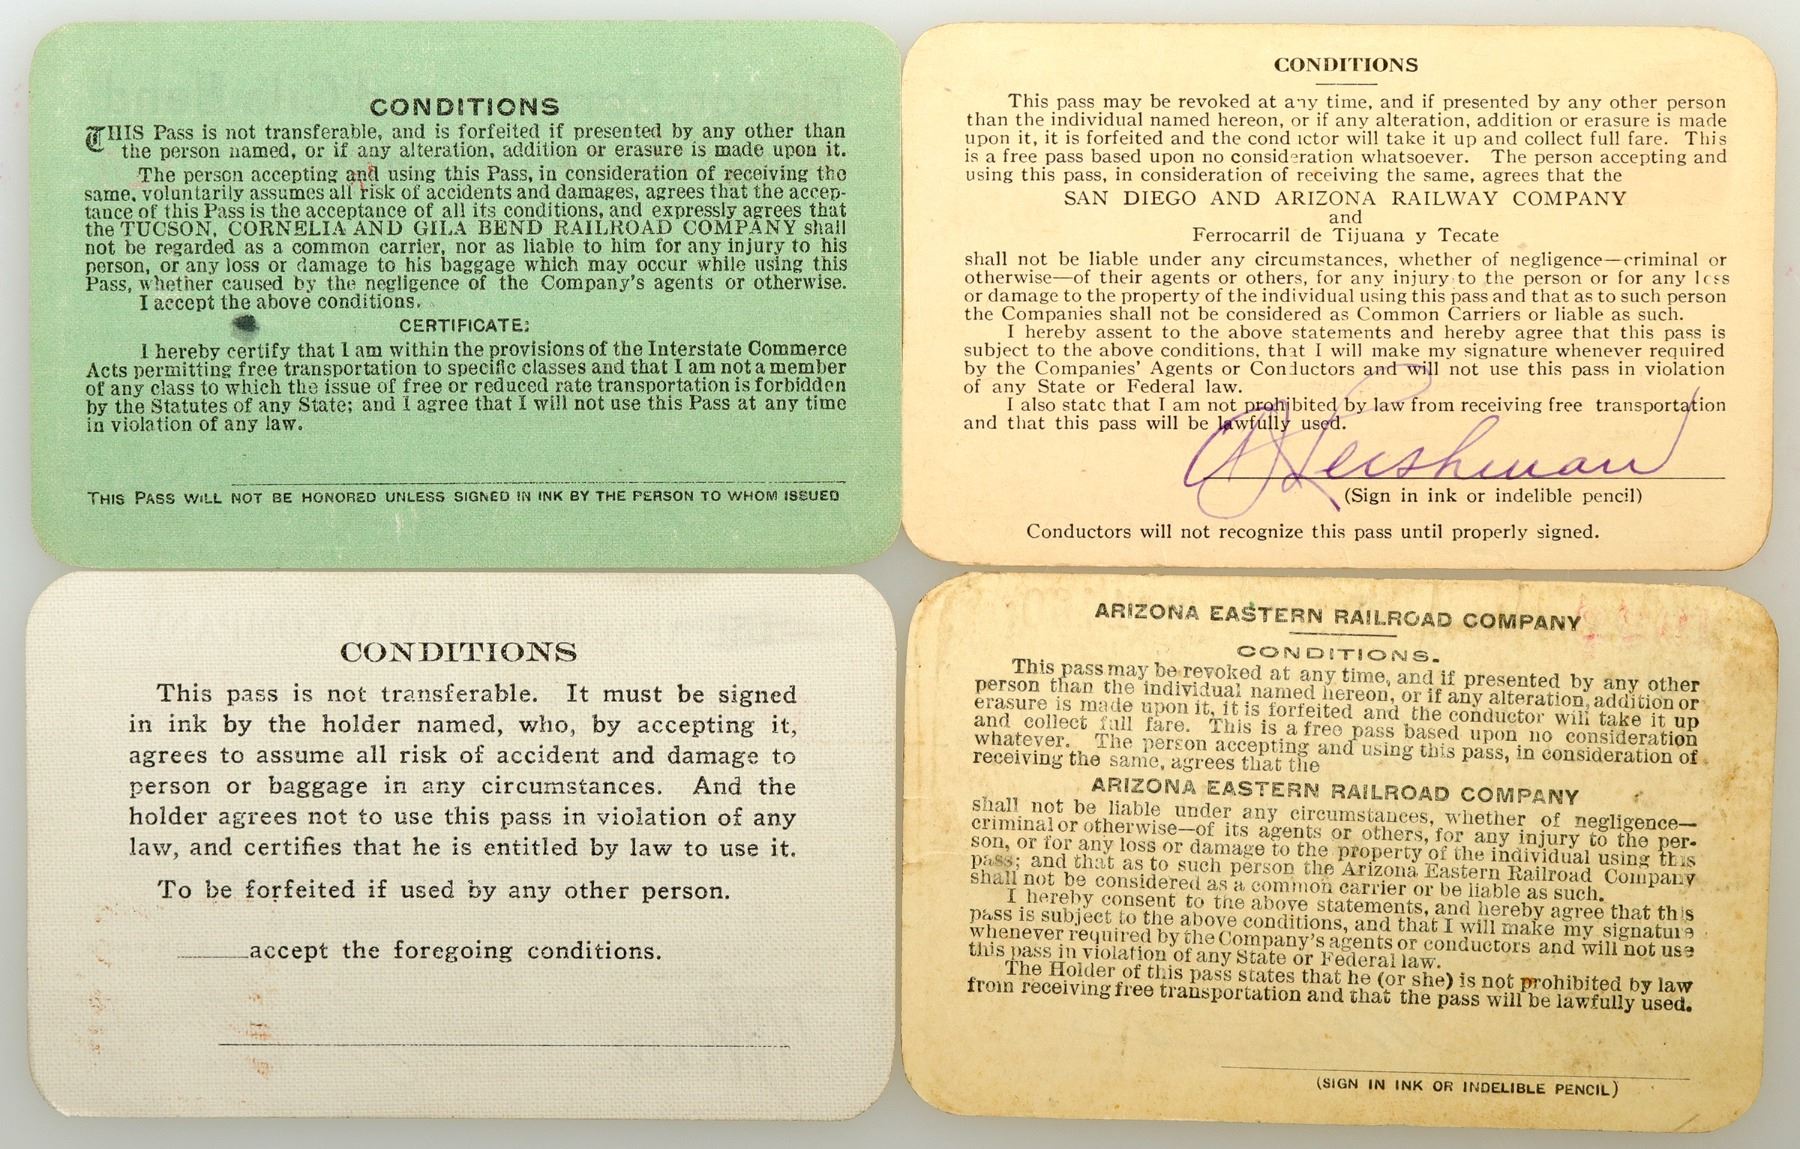 CONDITIONS
THIS Pass is not transferable, and is forfeited if presented by any other than
the person named, or if any alteration, addition or erasure is made upon it.
The person accepting and using this Pass, in consideration of receiving the
same, voluntarily assumes all risk of accidents and damages, agrees that the accep-
tance of this Pass is the acceptance of all its conditions, and expressly agrees that
the TUCSON, CORNELIA AND GILA BEND RAILROAD COMPANY shall
not be regarded as a common carrier, nor as liable to him for any injury to his
person, or any loss or damage to his baggage which may occur while using this
Pass, whether caused by the negligence of the Company's agents or otherwise.
I accept the above conditions.
CERTIFICATE:
I hereby certify that I am within the provisions of the Interstate Commerce
Acts permitting free transportation to specific classes and that I am not a member
of any class to which the issue of free or reduced rate transportation is forbidden
by the Statutes of any State; and I agree that I will not use this Pass at any time
in violation of any law.
THIS PASS WILL NOT BE HONORED UNLESS SIGNED IN INK BY THE PERSON TO WHOM ISSUED
CONDITIONS
This pass may be revoked at any time, and if presented by any other person
than the individual named hereon, or if any alteration, addition or erasure is made
upon it, it is forfeited and the conductor will take it up and collect full fare. This
is a free pass based upon no consideration whatsoever. The person accepting and
using this pass, in consideration of receiving the same, agrees that the
SAN DIEGO AND ARIZONA RAILWAY COMPANY
and
Ferrocarril de Tijuana y Tecate
shall not be liable under any circumstances, whether of negligence—criminal or
otherwise—of their agents or others, for any injury to the person or for any loss
or damage to the property of the individual using this pass and that as to such person
the Companies shall not be considered as Common Carriers or liable as such.
I hereby assent to the above statements and hereby agree that this pass is
subject to the above conditions, that I will make my signature whenever required
by the Companies' Agents or Conductors and will not use this pass in violation
of any State or Federal law.
I also state that I am not prohibited by law from receiving free transportation
and that this pass will be lawfully used.
(Sign in ink or indelible pencil)
Conductors will not recognize this pass until properly signed.
CONDITIONS
This pass is not transferable. It must be signed
in ink by the holder named, who, by accepting it,
agrees to assume all risk of accident and damage to
person or baggage in any circumstances. And the
holder agrees not to use this pass in violation of any
law, and certifies that he is entitled by law to use it.
To be forfeited if used by any other person.
accept the foregoing conditions.
ARIZONA EASTERN RAILROAD COMPANY
CONDITIONS.
This pass may be revoked at any time, and if presented by any other
person than the individual named hereon, or if any alteration, addition or
erasure is made upon it, it is forfeited and the conductor will take it up
and collect full fare. This is a free pass based upon no consideration
whatever. The person accepting and using this pass, in consideration of
receiving the same, agrees that the
ARIZONA EASTERN RAILROAD COMPANY
shall not be liable under any circumstances, whether of negligence—
criminal or otherwise—of its agents or others, for any injury to the per-
son, or for any loss or damage to the property of the individual using this
pass; and that as to such person the Arizona Eastern Railroad Company
shall not be considered as a common carrier or be liable as such.
I hereby consent to the above statements, and hereby agree that this
pass is subject to the above conditions, and that I will make my signature
whenever required by the Company's agents or conductors and will not use
this pass in violation of any State or Federal law.
The Holder of this pass states that he (or she) is not prohibited by law
from receiving free transportation and that the pass will be lawfully used.
(SIGN IN INK OR INDELIBLE PENCIL)